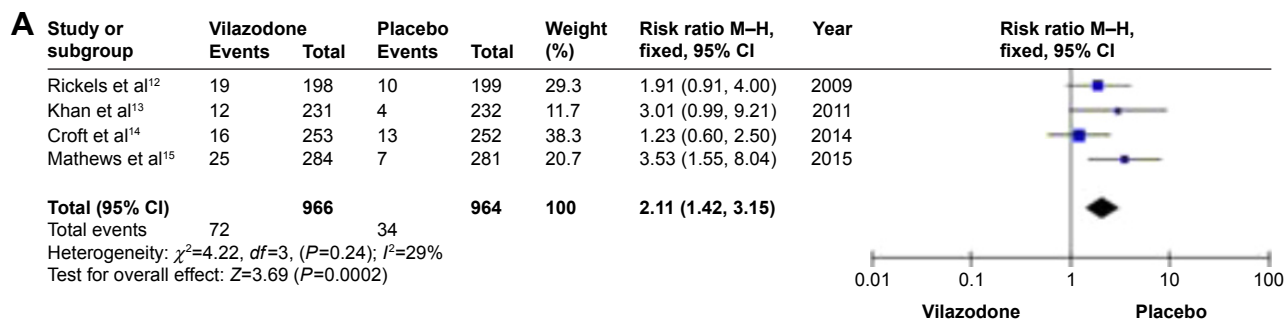 A Study or Vilazodone Placebo Weight Risk ratio M–H, Year Risk ratio M–H,
subgroup Events Total Events Total (%) fixed, 95% CI fixed, 95% CI
Rickels et al¹² 19 198 10 199 29.3 1.91 (0.91, 4.00) 2009
Khan et al¹³ 12 231 4 232 11.7 3.01 (0.99, 9.21) 2011
Croft et al¹⁴ 16 253 13 252 38.3 1.23 (0.60, 2.50) 2014
Mathews et al¹⁵ 25 284 7 281 20.7 3.53 (1.55, 8.04) 2015
Total (95% CI) 966 964 100 2.11 (1.42, 3.15)
Total events 72 34
Heterogeneity: χ²=4.22, df=3, (P=0.24); I²=29%
Test for overall effect: Z=3.69 (P=0.0002)
0.01 0.1 1 10 100
Vilazodone Placebo